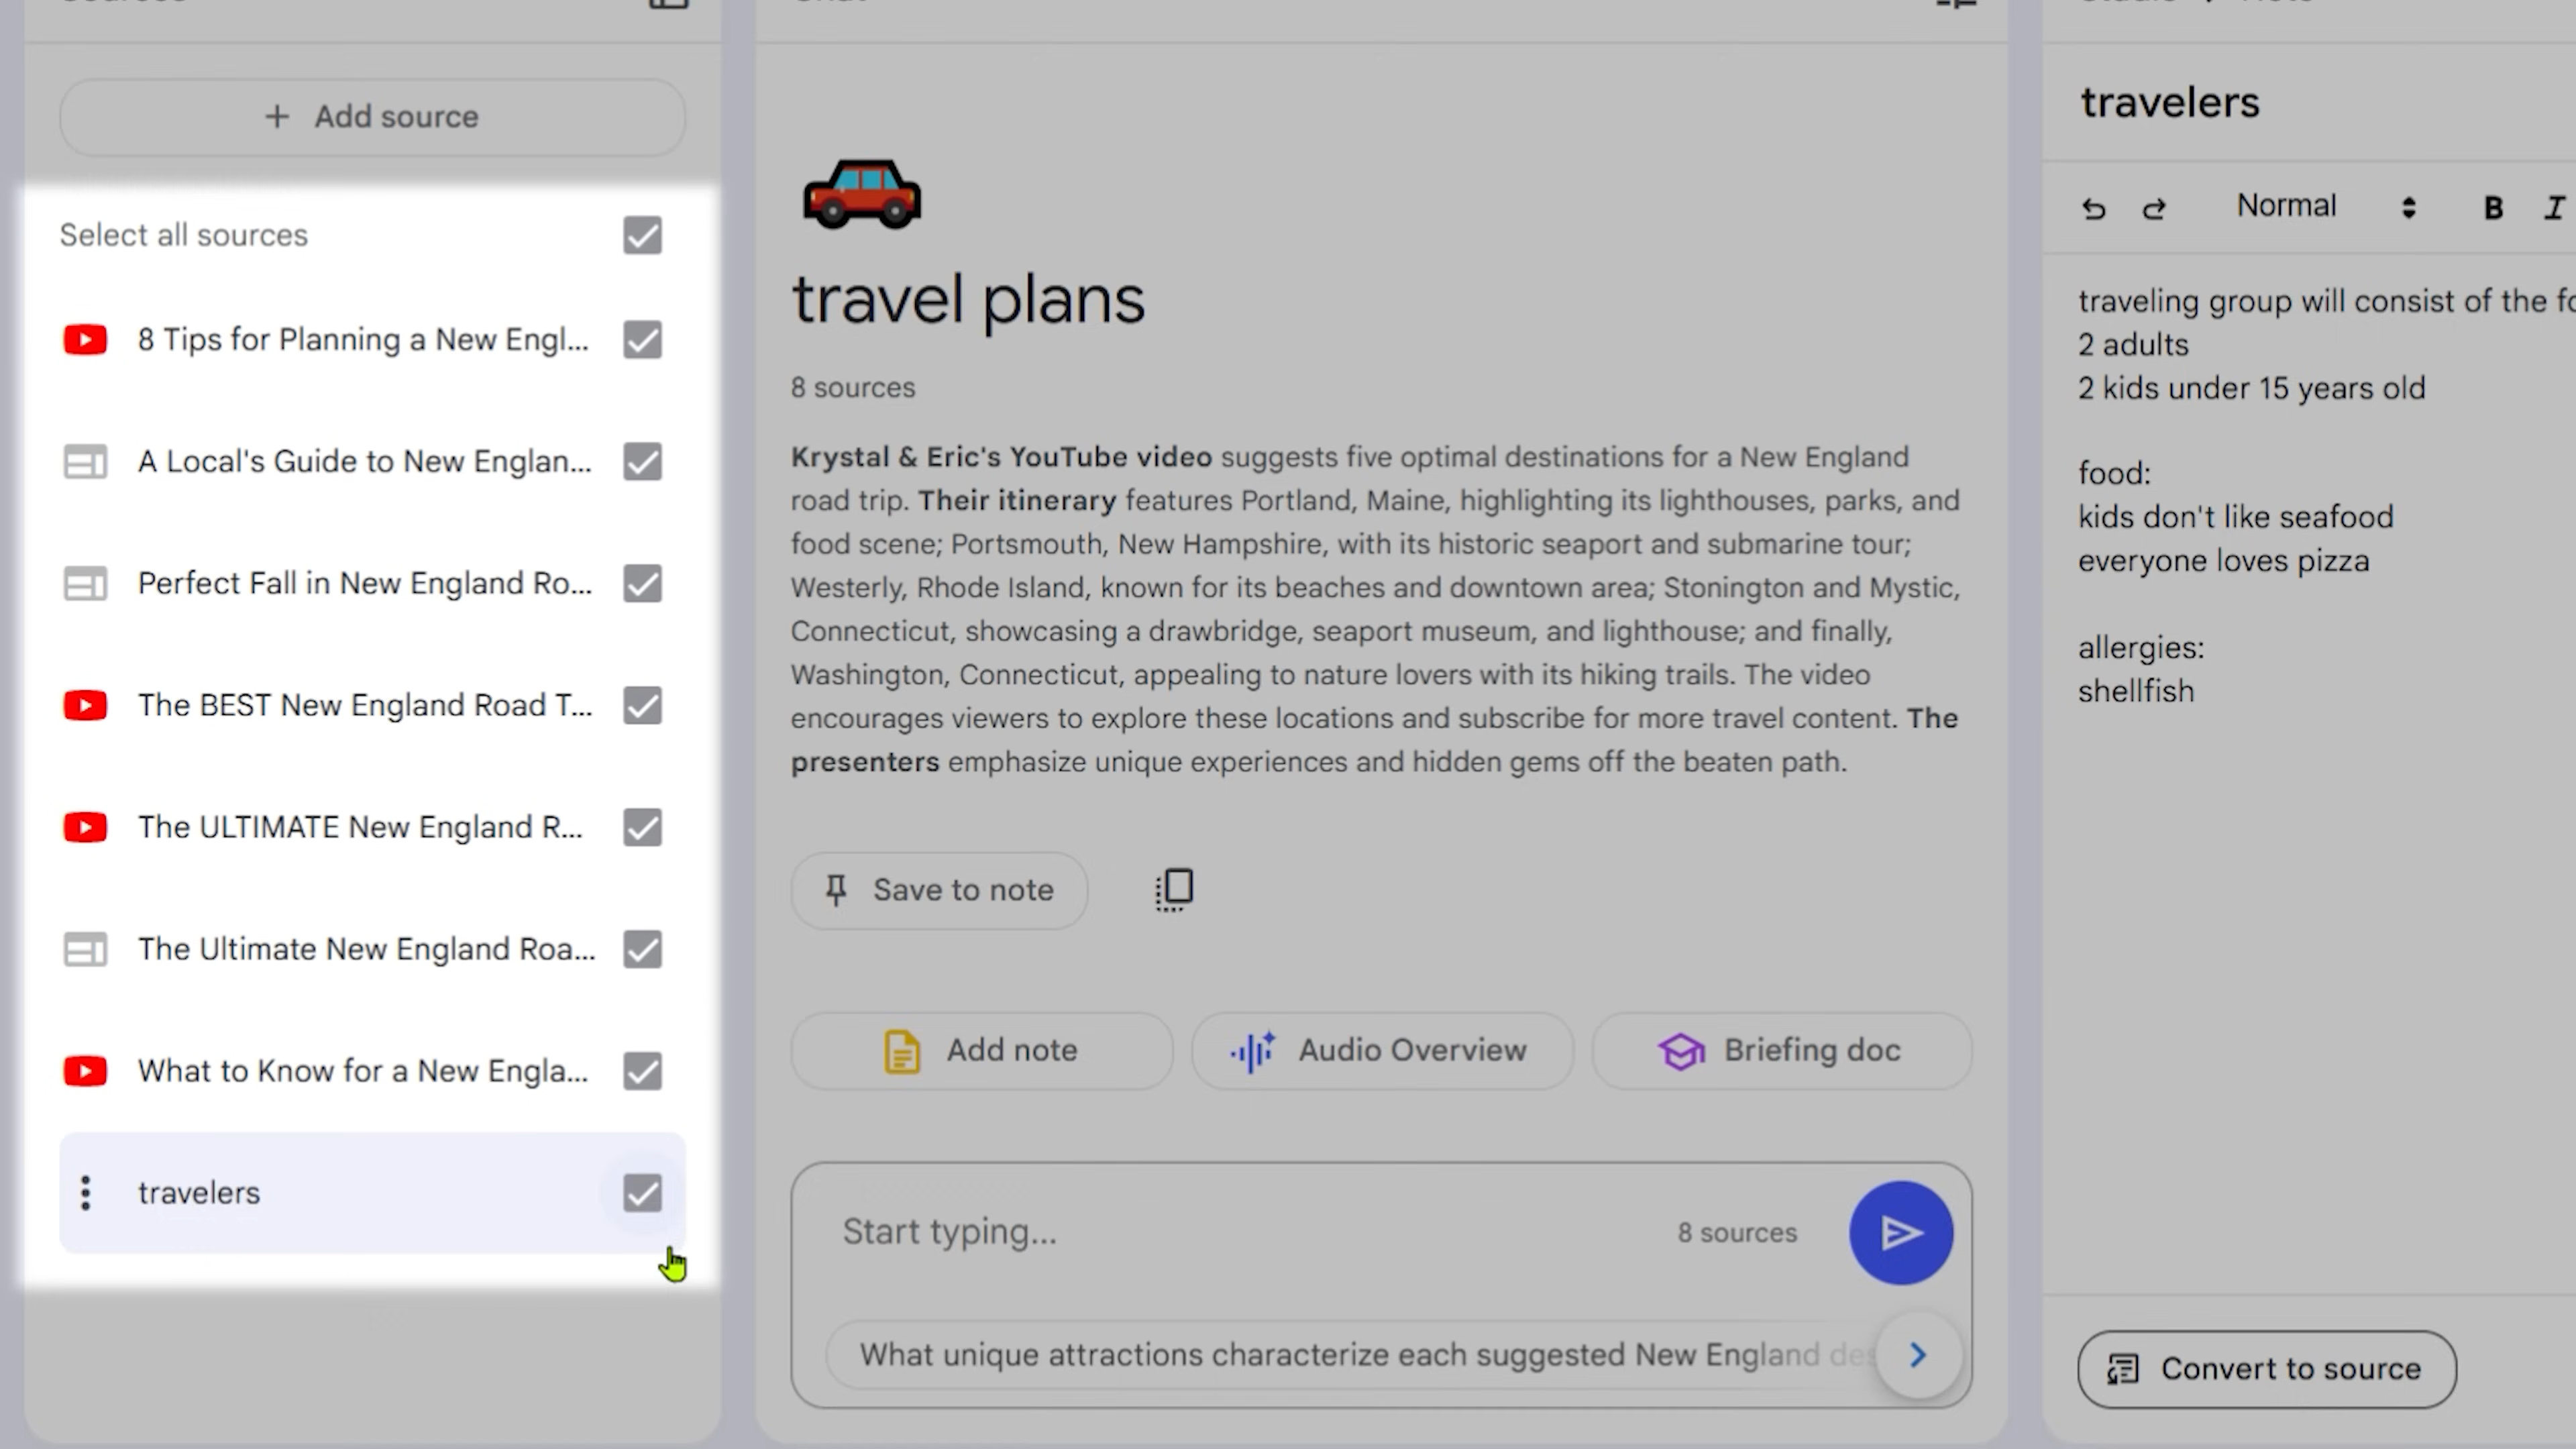 Add source
Select all sources
8 Tips for Planning a New Engl...
A Local's Guide to New Englan...
Perfect Fall in New England Ro...
The BEST New England Road T...
The ULTIMATE New England R...
The Ultimate New England Roa...
What to Know for a New Engla...
travelers
travel plans
8 sources
Krystal & Eric's YouTube video suggests five optimal destinations for a New England
road trip. Their itinerary features Portland, Maine, highlighting its lighthouses, parks, and
food scene; Portsmouth, New Hampshire, with its historic seaport and submarine tour;
Westerly, Rhode Island, known for its beaches and downtown area; Stonington and Mystic,
Connecticut, showcasing a drawbridge, seaport museum, and lighthouse; and finally,
Washington, Connecticut, appealing to nature lovers with its hiking trails. The video
encourages viewers to explore these locations and subscribe for more travel content. The
presenters emphasize unique experiences and hidden gems off the beaten path.
Save to note
Add note
Audio Overview
Briefing doc
Start typing...
8 sources
What unique attractions characterize each suggested New England
travelers
Normal
B
I
traveling group will consist of the
2 adults
2 kids under 15 years old
food:
kids don't like seafood
everyone loves pizza
allergies:
shellfish
Convert to source